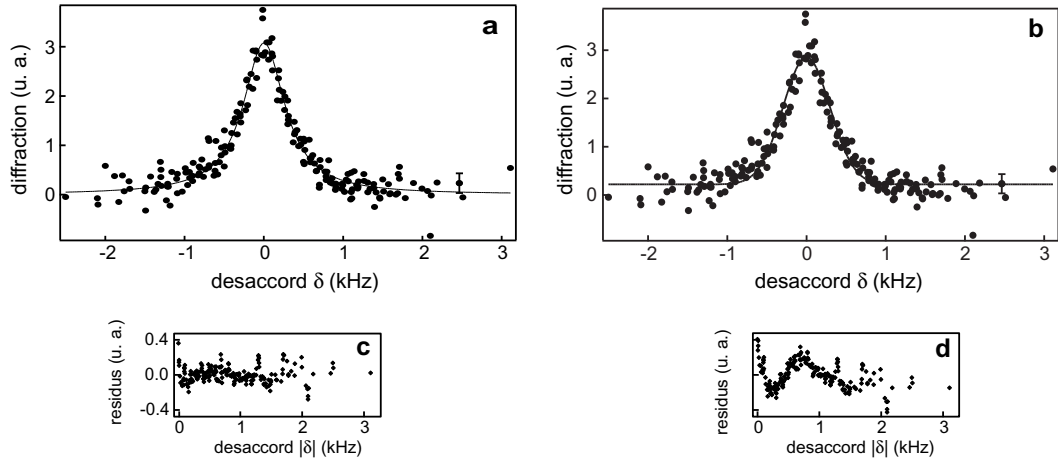 a
diffraction (u. a.)
3
2
1
0
-2 -1 0 1 2 3
desaccord δ (kHz)
b
diffraction (u. a.)
3
2
1
0
-2 -1 0 1 2 3
desaccord δ (kHz)
c
residus (u. a.)
0.4
0.0
-0.4
0 1 2 3
desaccord |δ| (kHz)
d
residus (u. a.)
0 1 2 3
desaccord |δ| (kHz)